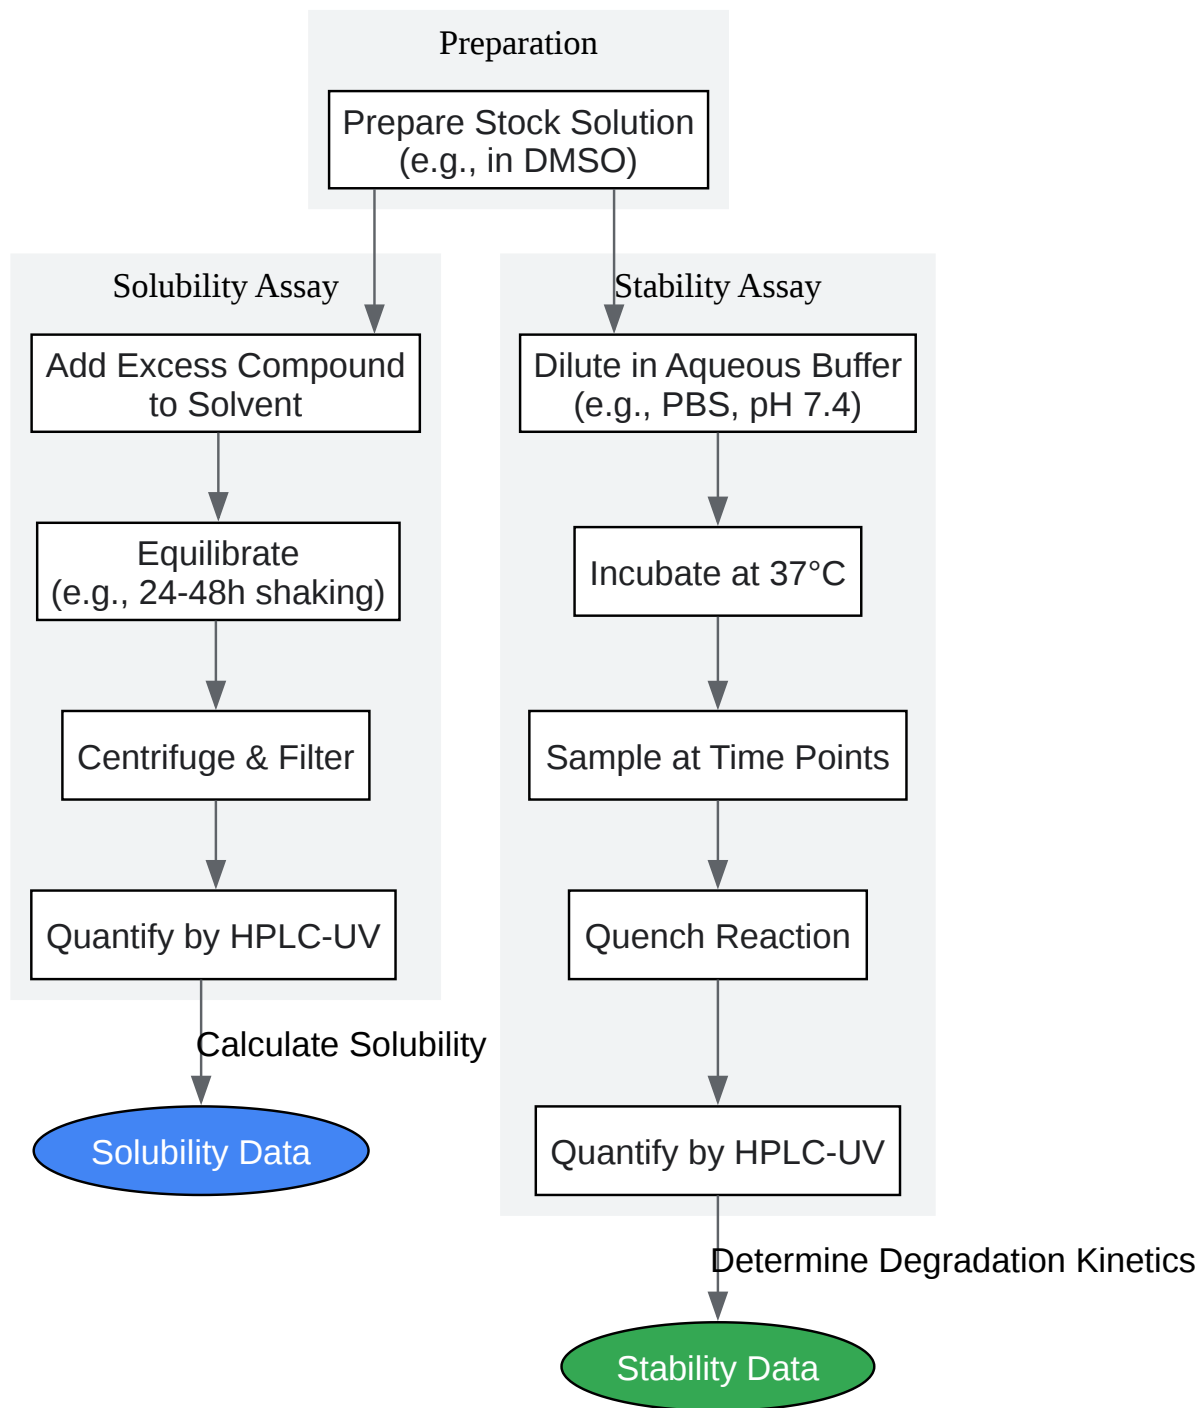 Preparation
Prepare Stock Solution
(e.g., in DMSO)
Solubility Assay
Add Excess Compound
to Solvent
Equilibrate
(e.g., 24-48h shaking)
Centrifuge & Filter
Quantify by HPLC-UV
Calculate Solubility
Solubility Data
Stability Assay
Dilute in Aqueous Buffer
(e.g., PBS, pH 7.4)
Incubate at 37°C
Sample at Time Points
Quench Reaction
Quantify by HPLC-UV
Determine Degradation Kinetics
Stability Data